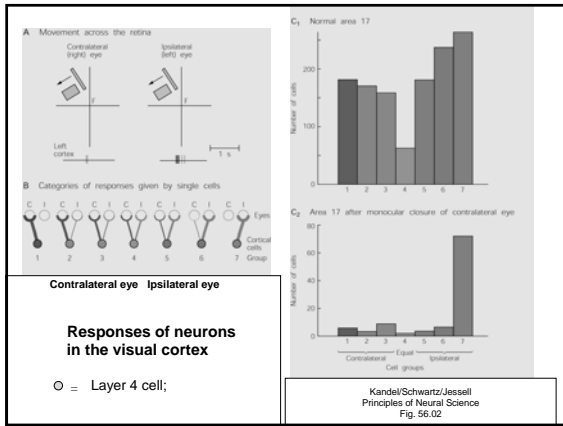 A Movement across the retina
Contralateral (right) eye
Ipsilateral (left) eye
F
F
Left cortex
1 s
B Categories of responses given by single cells
C I C I C I C I C I C I C I
Eyes
Cortical cells
1 2 3 4 5 6 7 Group
Contralateral eye Ipsilateral eye
Responses of neurons
in the visual cortex
= Layer 4 cell;
C₁ Normal area 17
Number of cells
200
100
0
1 2 3 4 5 6 7
C₂ Area 17 after monocular closure of contralateral eye
Number of cells
80
60
40
20
0
1 2 3 4 5 6 7
Contralateral Equal Ipsilateral
Cell groups
Kandel/Schwartz/Jessell
Principles of Neural Science
Fig. 56.02